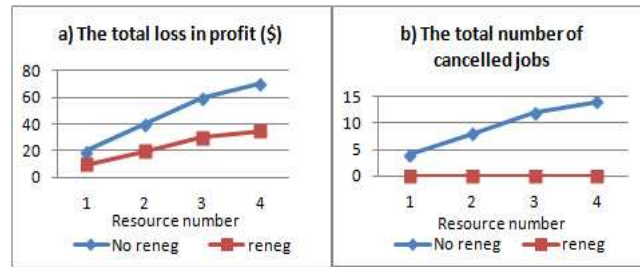 a) The total loss in profit ($)
80
60
40
20
0
1 2 3 4
Resource number
No reneg reneg
b) The total number of
cancelled jobs
15
10
5
0
1 2 3 4
Resource number
No reneg reneg